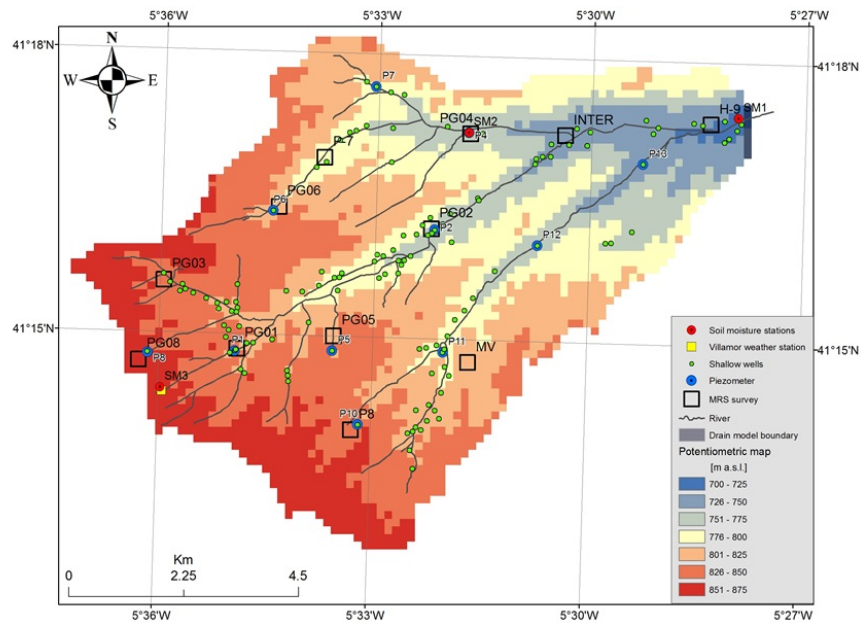 5°36'W
5°33'W
5°30'W
5°27'W
41°18'N
41°18'N
N
W
E
S
P7
PG04
SM2
P4
INTER
H-9
SM1
P-7
P13
PG06
P6
PG02
P2
P12
PG03
PG01
P1
PG05
P5
PG08
P8
SM3
41°15'N
41°15'N
P11
MV
P10
P8
Soil moisture stations
Villamor weather station
Shallow wells
Piezometer
MRS survey
River
Drain model boundary
Potentiometric map
[m a.s.l.]
700 - 725
726 - 750
751 - 775
776 - 800
801 - 825
826 - 850
851 - 875
Km
0
2.25
4.5
5°36'W
5°33'W
5°30'W
5°27'W